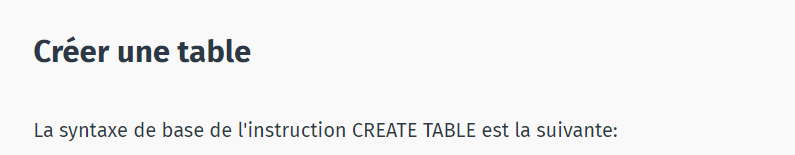 Créer une table
La syntaxe de base de l'instruction CREATE TABLE est la suivante: